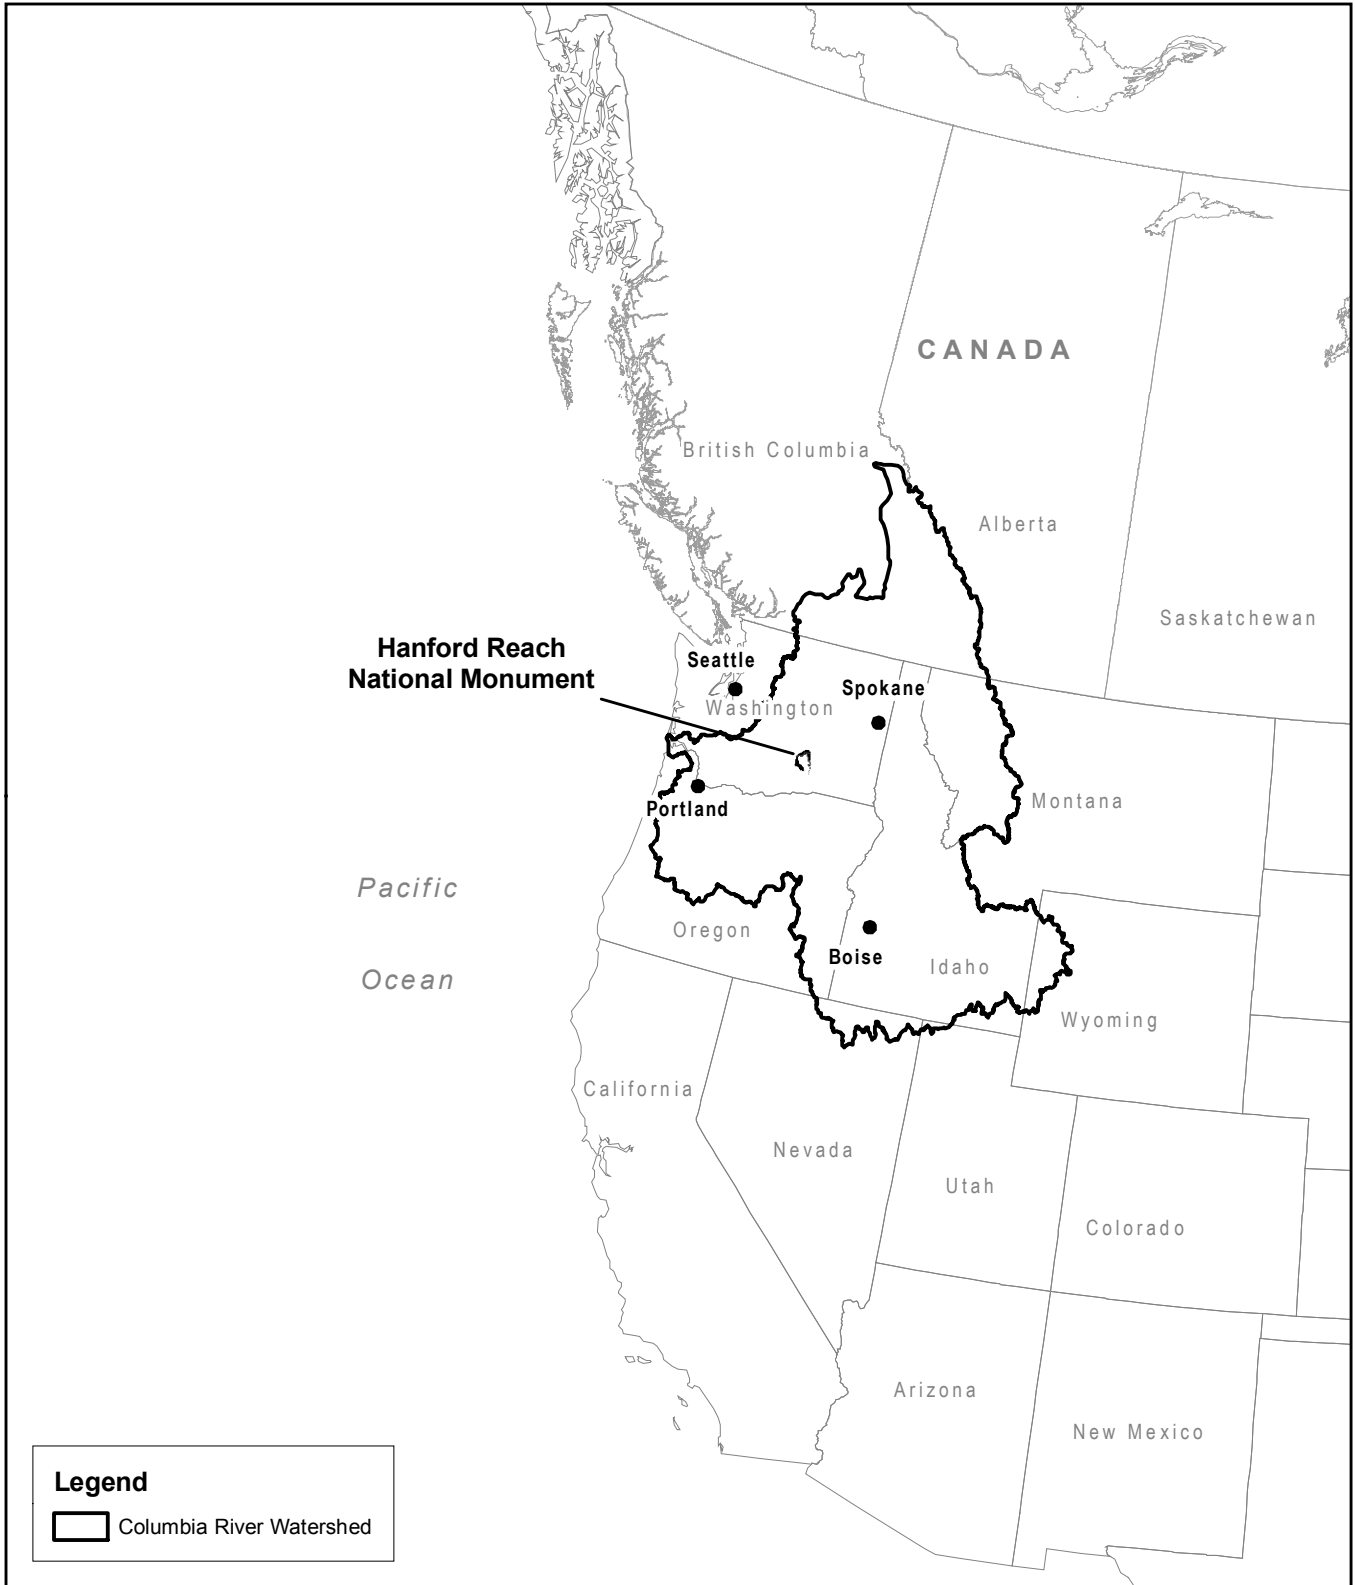 CANADA
British Columbia
Alberta
Saskatchewan
Hanford Reach
National Monument
Seattle
Spokane
Washington
Montana
Portland
Pacific
Ocean
Oregon
Boise
Idaho
Wyoming
California
Nevada
Utah
Colorado
Arizona
New Mexico
Legend
Columbia River Watershed